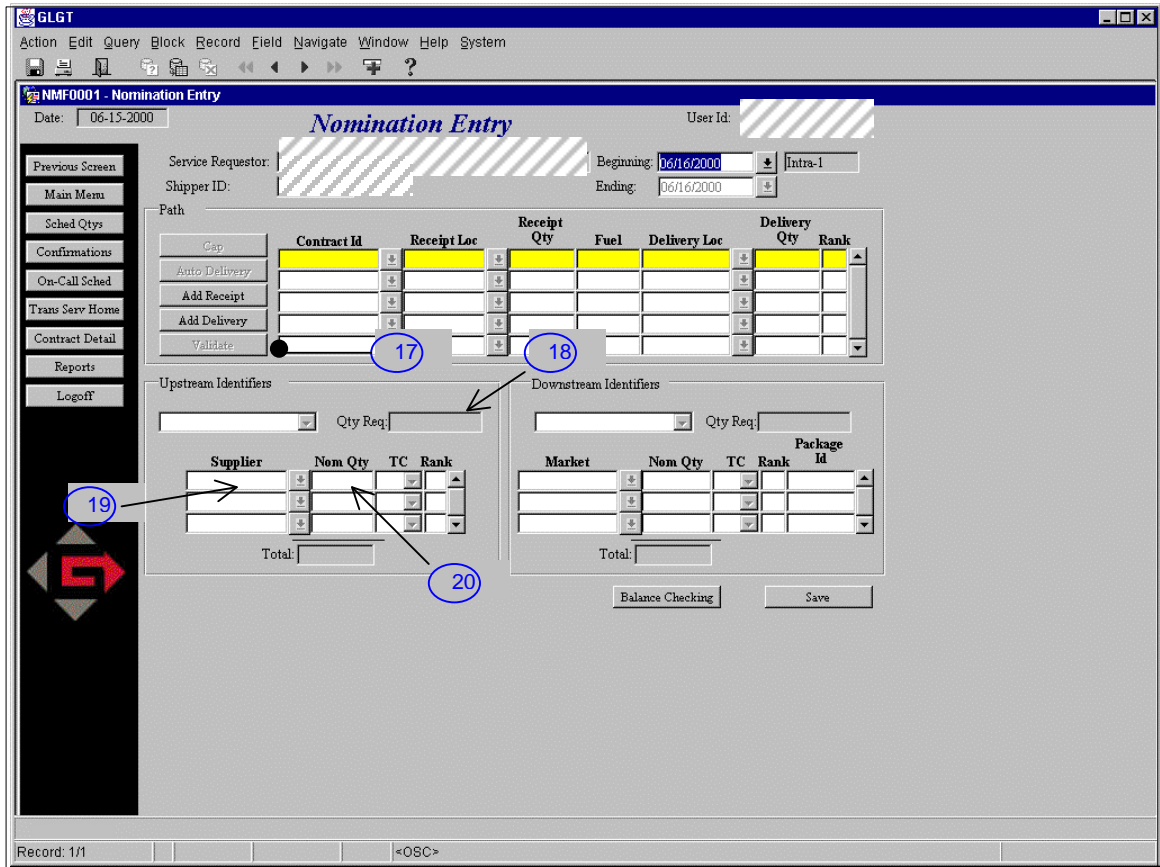 GLGT
Action Edit Query Block Record Field Navigate Window Help System
?
NMF0001 - Nomination Entry
Date: 06-15-2000
Nomination Entry
User Id:
Previous Screen
Main Menu
Sched Qtys
Confirmations
On-Call Sched
Trans Serv Home
Contract Detail
Reports
Logoff
Service Requestor:
Beginning: 06/16/2000 Intra-1
Shipper ID:
Ending: 06/16/2000
Path
Contract Id Receipt Loc Receipt Qty Fuel Delivery Loc Delivery Qty Rank
Cap
Auto Delivery
Add Receipt
Add Delivery
Validate
17
18
Upstream Identifiers
Qty Req:
Supplier Nom Qty TC Rank
19
Total:
20
Downstream Identifiers
Qty Req:
Market Nom Qty TC Rank Package Id
Total:
Balance Checking Save
Record: 1/1 <OSC>